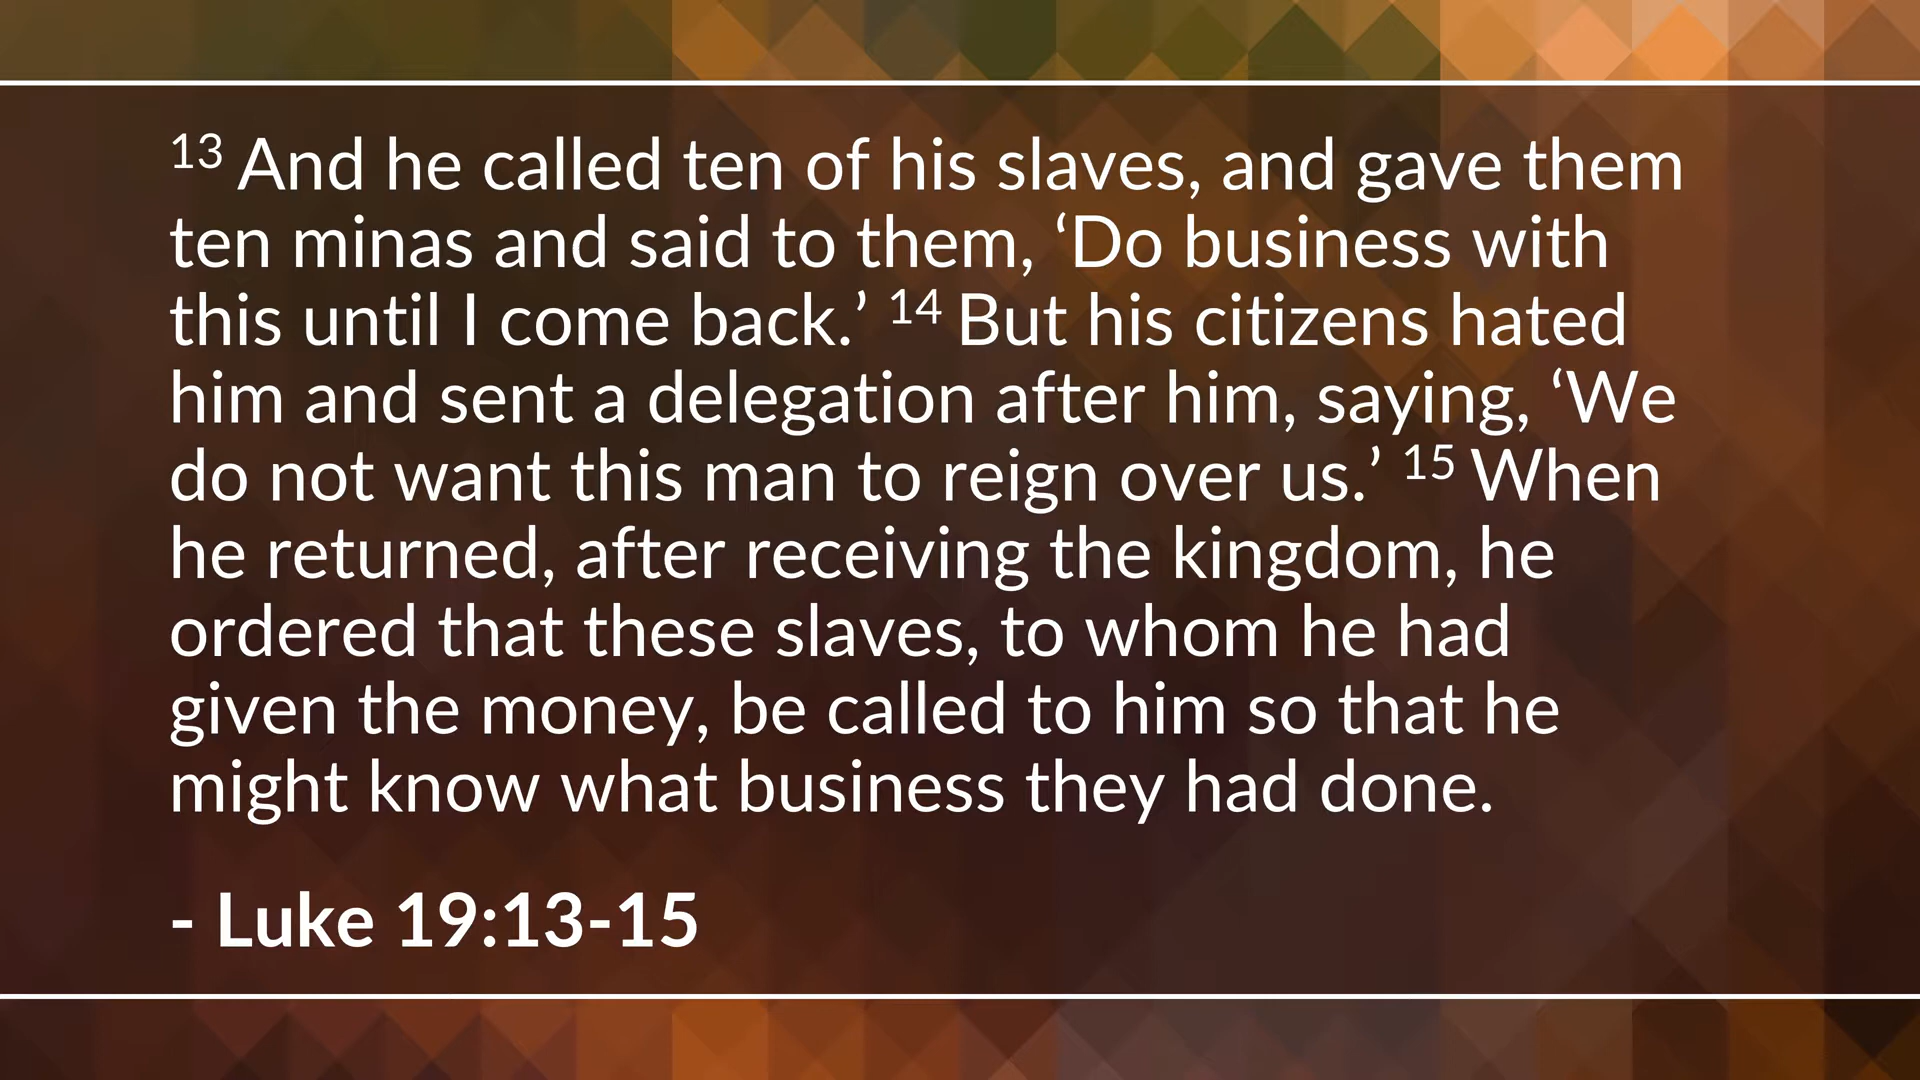 13 And he called ten of his slaves, and gave them
ten minas and said to them, ‘Do business with
this until I come back.’ 14 But his citizens hated
him and sent a delegation after him, saying, ‘We
do not want this man to reign over us.’ 15 When
he returned, after receiving the kingdom, he
ordered that these slaves, to whom he had
given the money, be called to him so that he
might know what business they had done.
- Luke 19:13-15